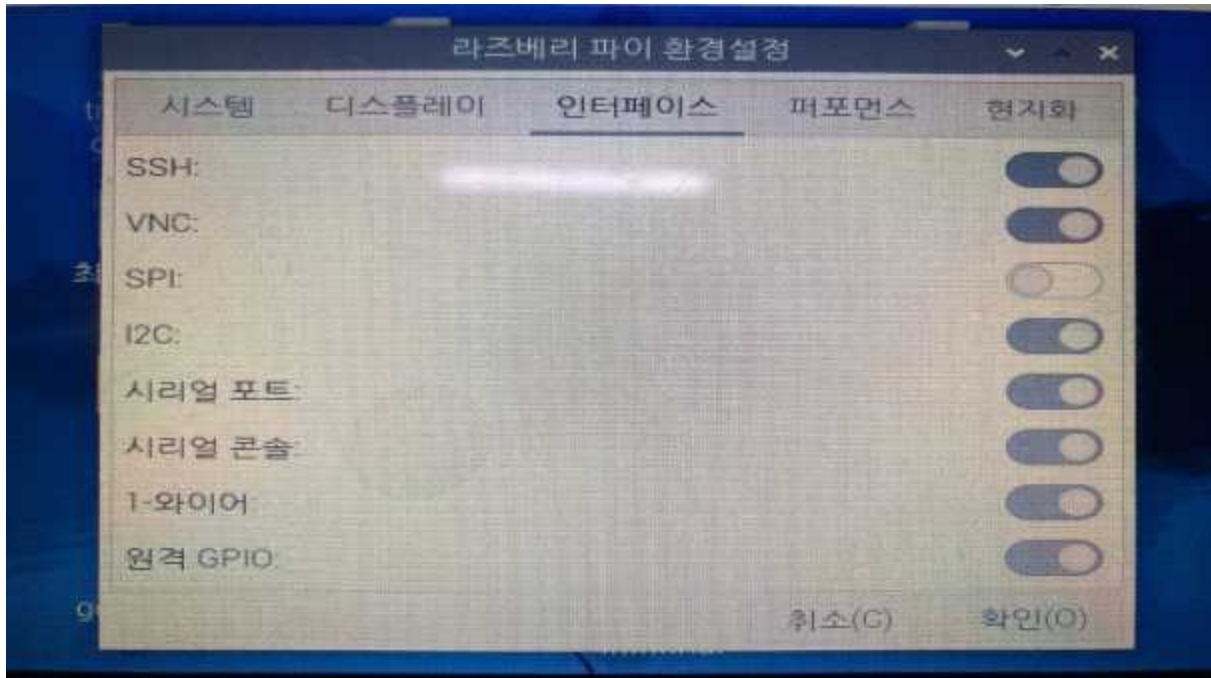 라즈베리 파이 환경설정
시스템 디스플레이 인터페이스 퍼포먼스 현지화
SSH:
VNC:
SPI:
I2C:
시리얼 포트:
시리얼 콘솔:
1-와이어:
원격 GPIO:
취소(C) 확인(O)